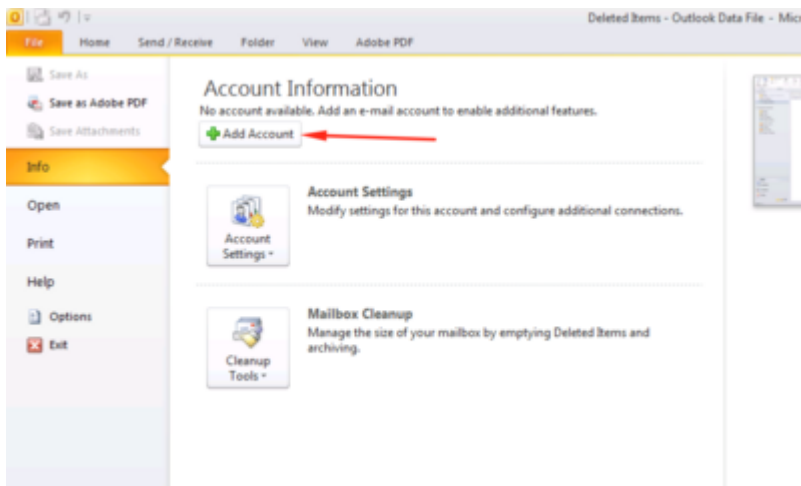 Deleted Items - Outlook Data File - Micr
File Home Send / Receive Folder View Adobe PDF
Save As
Save as Adobe PDF
Save Attachments
Info
Open
Print
Help
Options
Exit
Account Information
No account available. Add an e-mail account to enable additional features.
Add Account
Account Settings
Modify settings for this account and configure additional connections.
Account
Settings
Mailbox Cleanup
Manage the size of your mailbox by emptying Deleted Items and
archiving.
Cleanup
Tools